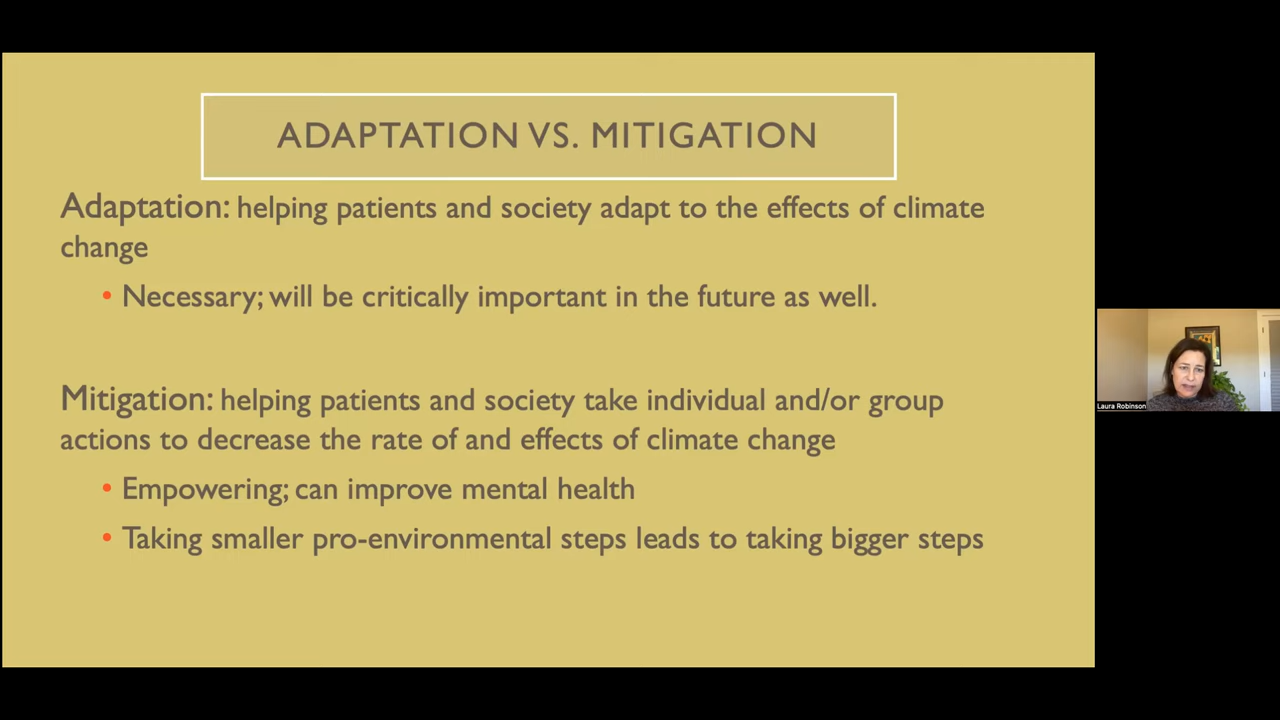 ADAPTATION VS. MITIGATION
Adaptation: helping patients and society adapt to the effects of climate
change
• Necessary; will be critically important in the future as well.
Mitigation: helping patients and society take individual and/or group
actions to decrease the rate of and effects of climate change
• Empowering; can improve mental health
• Taking smaller pro-environmental steps leads to taking bigger steps
Laura Robinson